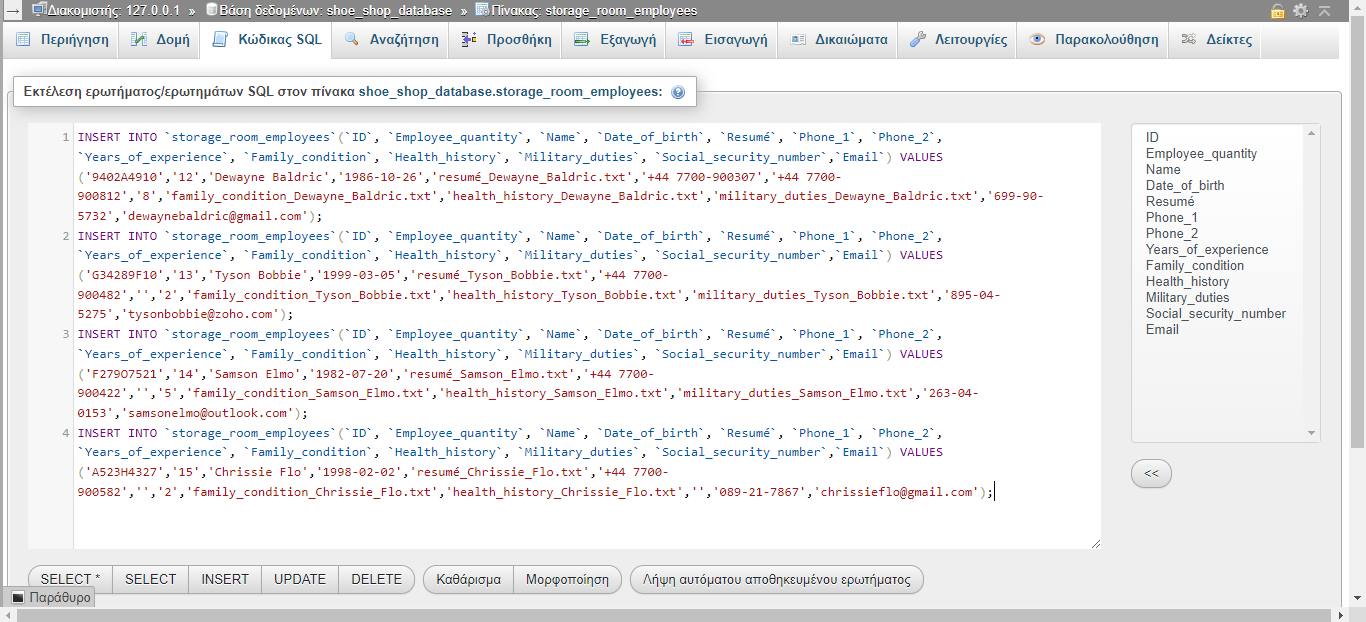 Διακομιστής: 127.0.0.1 » Βάση δεδομένων: shoe_shop_database » Πίνακας: storage_room_employees
Περιήγηση Δομή Κώδικας SQL Αναζήτηση Προσθήκη Εξαγωγή Εισαγωγή Δικαιώματα Λειτουργίες Παρακολούθηση Δείκτες
Εκτέλεση ερωτήματος/ερωτημάτων SQL στον πίνακα shoe_shop_database.storage_room_employees:
1 INSERT INTO `storage_room_employees`(`ID`, `Employee_quantity`, `Name`, `Date_of_birth`, `Resumé`, `Phone_1`, `Phone_2`,
`Years_of_experience`, `Family_condition`, `Health_history`, `Military_duties`, `Social_security_number`,`Email`) VALUES
('9402A4910','12','Dewayne Baldric','1986-10-26','resumé_Dewayne_Baldric.txt','+44 7700-900307','+44 7700-
900812','8','family_condition_Dewayne_Baldric.txt','health_history_Dewayne_Baldric.txt','military_duties_Dewayne_Baldric.txt','699-90-
5732','dewaynebaldric@gmail.com');
2 INSERT INTO `storage_room_employees`(`ID`, `Employee_quantity`, `Name`, `Date_of_birth`, `Resumé`, `Phone_1`, `Phone_2`,
`Years_of_experience`, `Family_condition`, `Health_history`, `Military_duties`, `Social_security_number`,`Email`) VALUES
('G34289F10','13','Tyson Bobbie','1999-03-05','resumé_Tyson_Bobbie.txt','+44 7700-
900482','','2','family_condition_Tyson_Bobbie.txt','health_history_Tyson_Bobbie.txt','military_duties_Tyson_Bobbie.txt','895-04-
5275','tysonbobbie@zoho.com');
3 INSERT INTO `storage_room_employees`(`ID`, `Employee_quantity`, `Name`, `Date_of_birth`, `Resumé`, `Phone_1`, `Phone_2`,
`Years_of_experience`, `Family_condition`, `Health_history`, `Military_duties`, `Social_security_number`,`Email`) VALUES
('F279O7521','14','Samson Elmo','1982-07-20','resumé_Samson_Elmo.txt','+44 7700-
900422','','5','family_condition_Samson_Elmo.txt','health_history_Samson_Elmo.txt','military_duties_Samson_Elmo.txt','263-04-
0153','samsonelmo@outlook.com');
4 INSERT INTO `storage_room_employees`(`ID`, `Employee_quantity`, `Name`, `Date_of_birth`, `Resumé`, `Phone_1`, `Phone_2`,
`Years_of_experience`, `Family_condition`, `Health_history`, `Military_duties`, `Social_security_number`,`Email`) VALUES
('A523H4327','15','Chrissie Flo','1998-02-02','resumé_Chrissie_Flo.txt','+44 7700-
900582','','2','family_condition_Chrissie_Flo.txt','health_history_Chrissie_Flo.txt','','089-21-7867','chrissieflo@gmail.com');
ID
Employee_quantity
Name
Date_of_birth
Resumé
Phone_1
Phone_2
Years_of_experience
Family_condition
Health_history
Military_duties
Social_security_number
Email
<<
SELECT * SELECT INSERT UPDATE DELETE Καθάρισμα Μορφοποίηση Λήψη αυτόματου αποθηκευμένου ερωτήματος
Παράθυρο